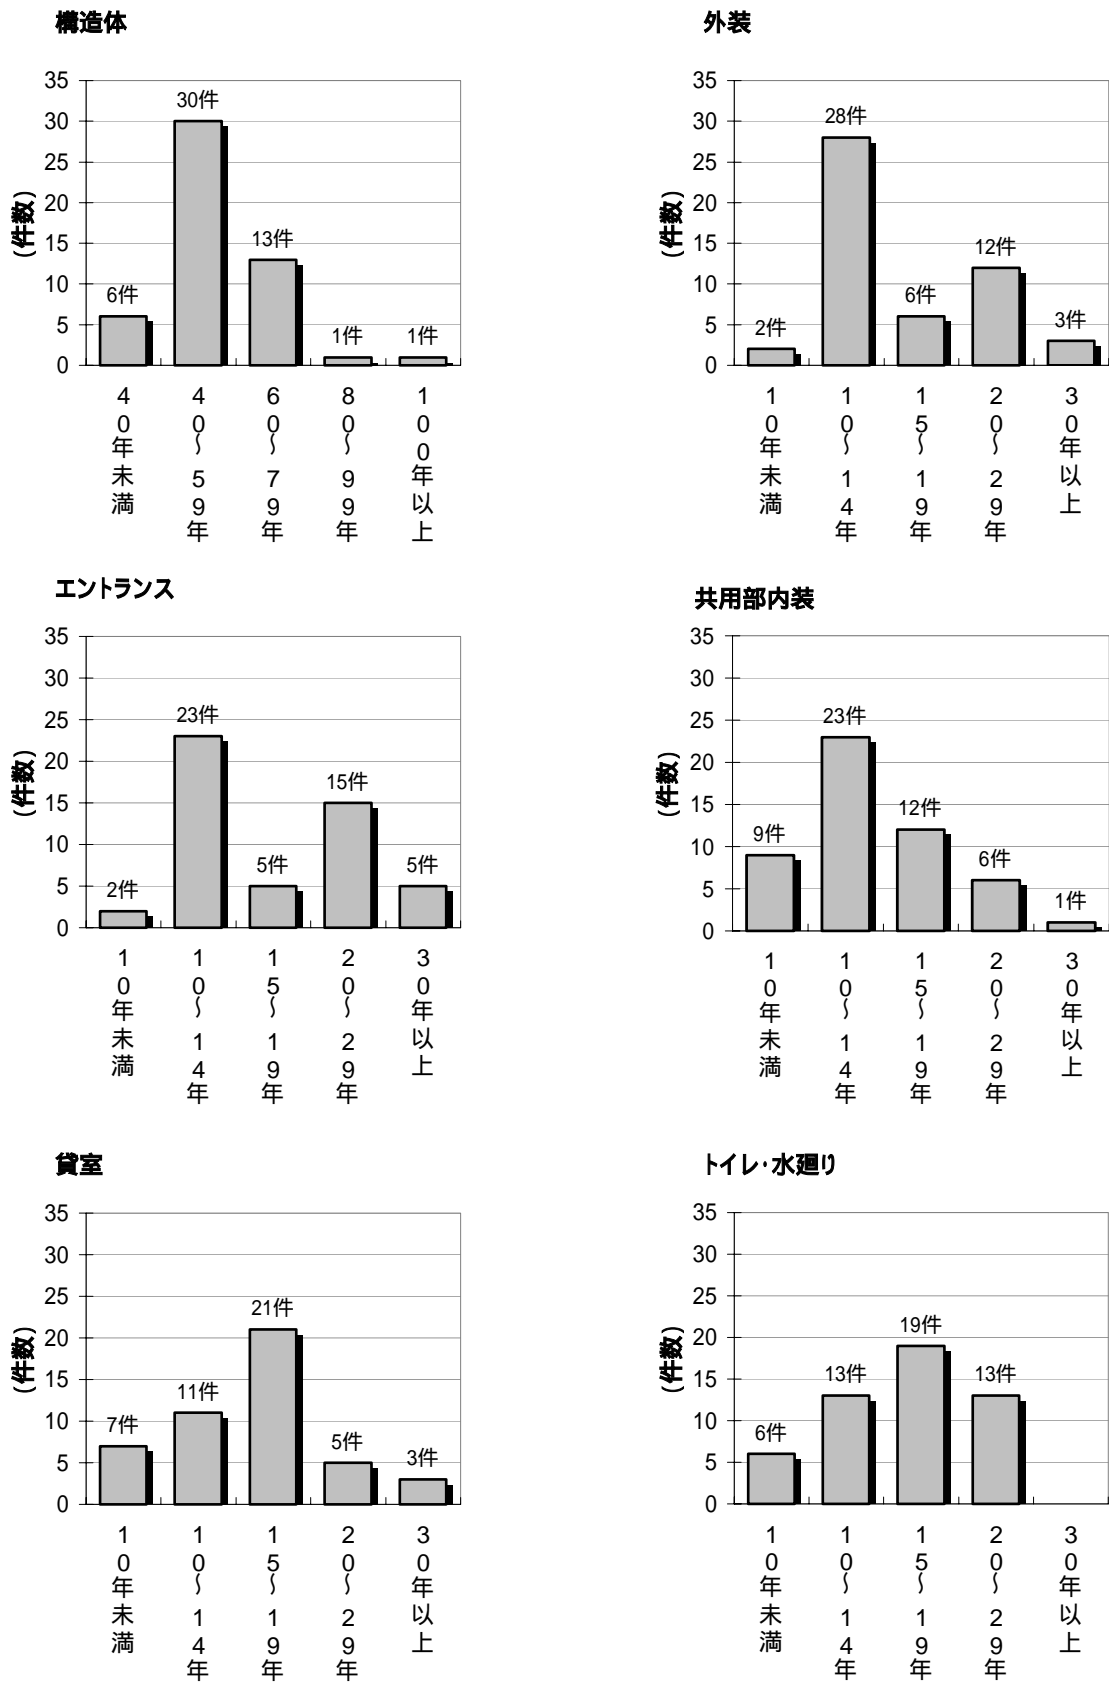 構造体
35
30
25
20
15
10
5
0
(件数)
6件
30件
13件
1件
1件
40年未満
40〜59年
60〜79年
80〜99年
100年以上
外装
35
30
25
20
15
10
5
0
(件数)
2件
28件
6件
12件
3件
10年未満
10〜14年
15〜19年
20〜29年
30年以上
エントランス
35
30
25
20
15
10
5
0
(件数)
2件
23件
5件
15件
5件
10年未満
10〜14年
15〜19年
20〜29年
30年以上
共用部内装
35
30
25
20
15
10
5
0
(件数)
9件
23件
12件
6件
1件
10年未満
10〜14年
15〜19年
20〜29年
30年以上
貸室
35
30
25
20
15
10
5
0
(件数)
7件
11件
21件
5件
3件
10年未満
10〜14年
15〜19年
20〜29年
30年以上
トイレ・水廻り
35
30
25
20
15
10
5
0
(件数)
6件
13件
19件
13件
10年未満
10〜14年
15〜19年
20〜29年
30年以上